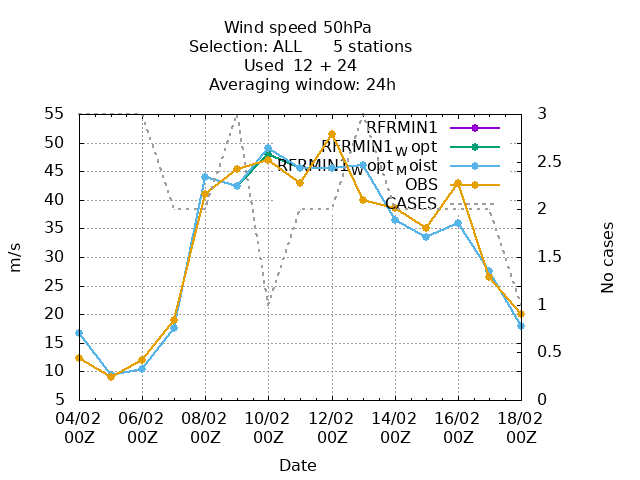 Wind speed 50hPa
Selection: ALL 5 stations
Used 12 + 24
Averaging window: 24h
RFRMIN1
RFRMIN1W opt
RFRMIN1W optM oist
OBS
CASES
55
50
45
40
35
30
25
20
15
10
5
3
2.5
2
1.5
1
0.5
0
m/s
No cases
04/02 06/02 08/02 10/02 12/02 14/02 16/02 18/02
00Z 00Z 00Z 00Z 00Z 00Z 00Z 00Z
Date